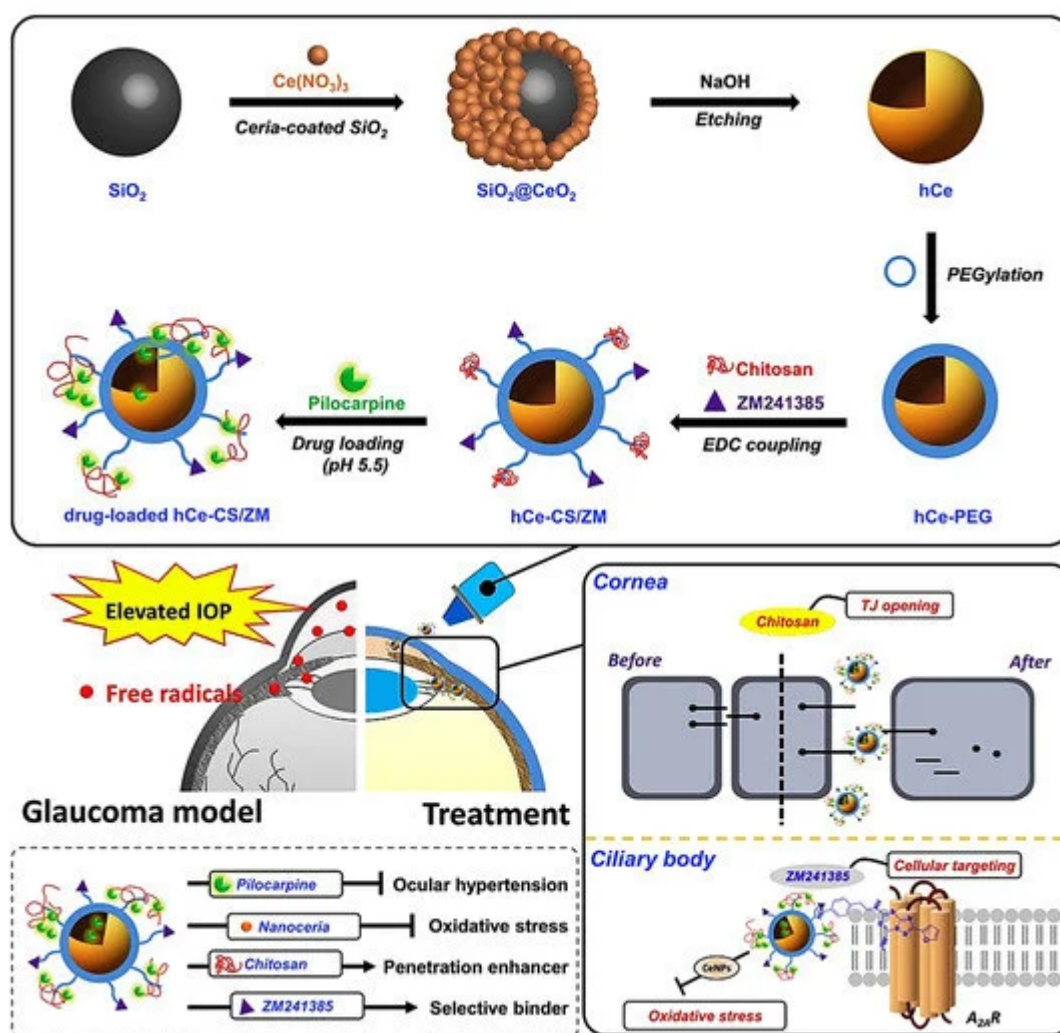 Ce(NO₃)₃
Ceria-coated SiO₂
NaOH
Etching
SiO₂
SiO₂@CeO₂
hCe
PEGylation
Chitosan
ZM241385
EDC coupling
Pilocarpine
Drug loading
(pH 5.5)
drug-loaded hCe-CS/ZM
hCe-CS/ZM
hCe-PEG
Elevated IOP
Free radicals
Glaucoma model
Treatment
Cornea
Chitosan
TJ opening
Before
After
Ciliary body
ZM241385
Cellular targeting
CeNPs
Oxidative stress
A₂ₐR
Pilocarpine
Ocular hypertension
Nanoceria
Oxidative stress
Chitosan
Penetration enhancer
ZM241385
Selective binder